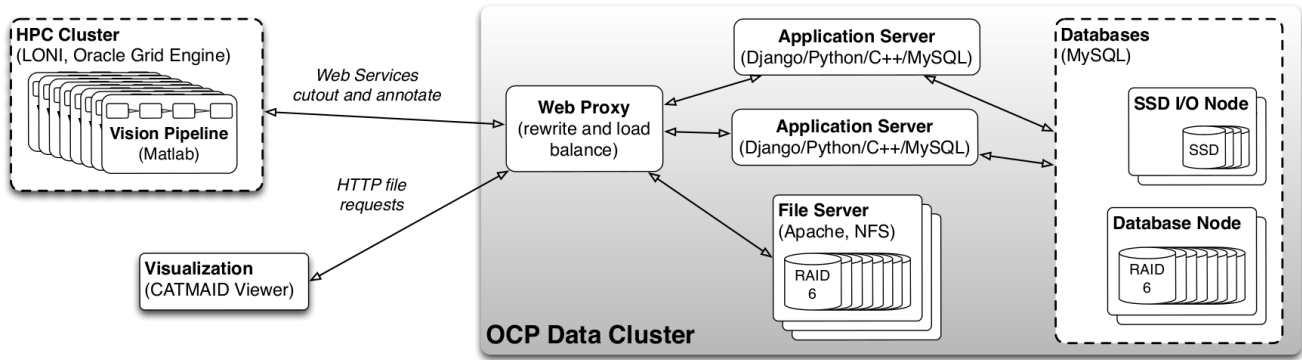 HPC Cluster
(LONI, Oracle Grid Engine)
Vision Pipeline
(Matlab)
Web Services
cutout and annotate
HTTP file
requests
Visualization
(CATMAID Viewer)
Web Proxy
(rewrite and load
balance)
Application Server
(Django/Python/C++/MySQL)
Application Server
(Django/Python/C++/MySQL)
File Server
(Apache, NFS)
RAID
6
Databases
(MySQL)
SSD I/O Node
SSD
Database Node
RAID
6
OCP Data Cluster